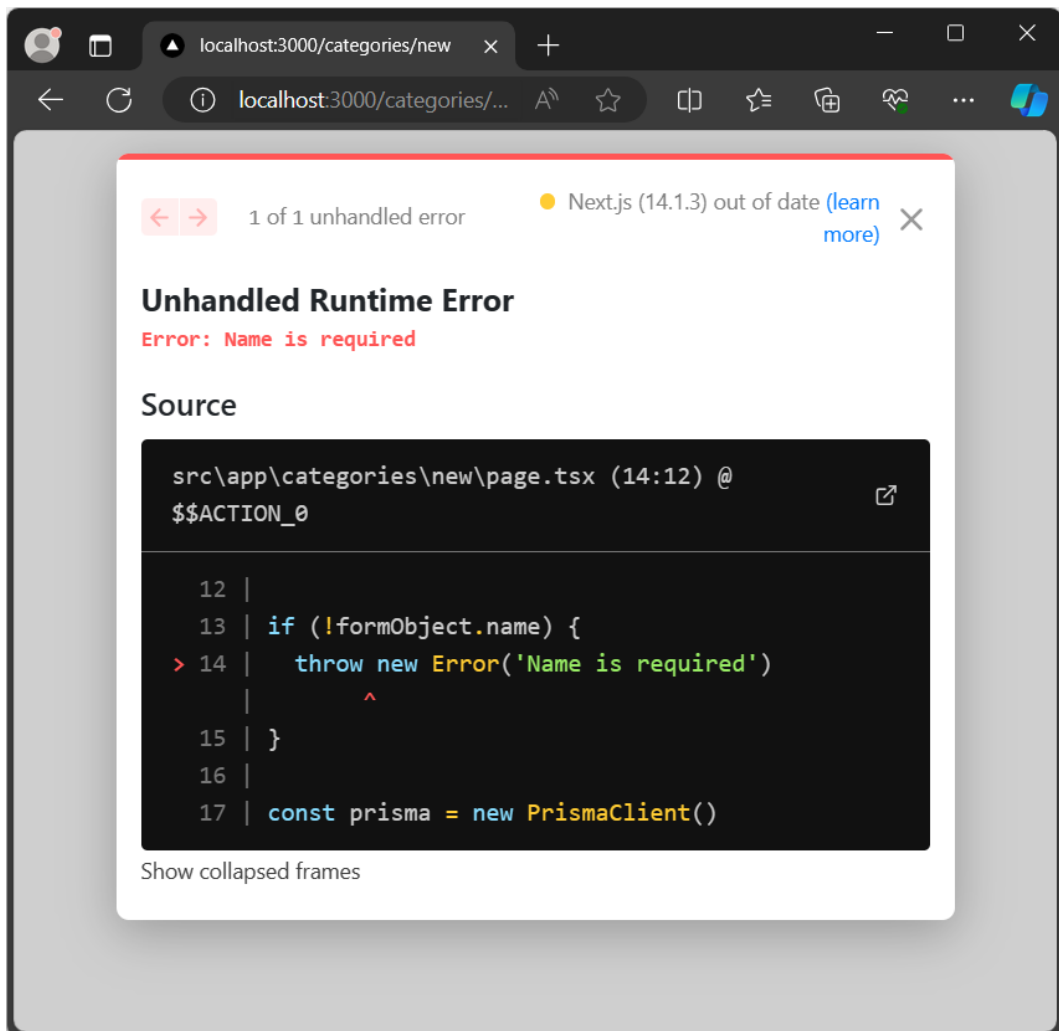 localhost:3000/categories/new
localhost:3000/categories/...
1 of 1 unhandled error
Next.js (14.1.3) out of date (learn
more)
Unhandled Runtime Error
Error: Name is required
Source
src\app\categories\new\page.tsx (14:12) @
$$ACTION_0
12 |
13 | if (!formObject.name) {
> 14 |   throw new Error('Name is required')
|        ^
15 | }
16 |
17 | const prisma = new PrismaClient()
Show collapsed frames